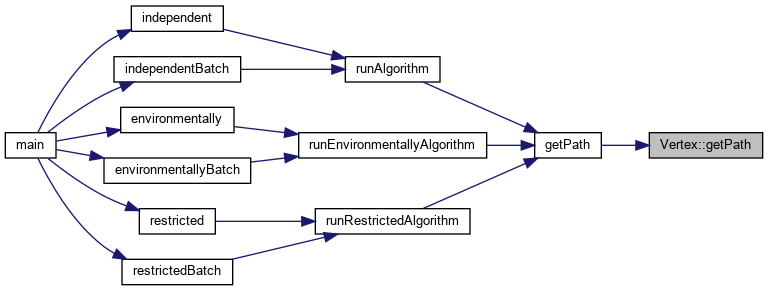 independent
independentBatch
runAlgorithm
environmentally
main
runEnvironmentallyAlgorithm
getPath
Vertex::getPath
environmentallyBatch
restricted
runRestrictedAlgorithm
restrictedBatch